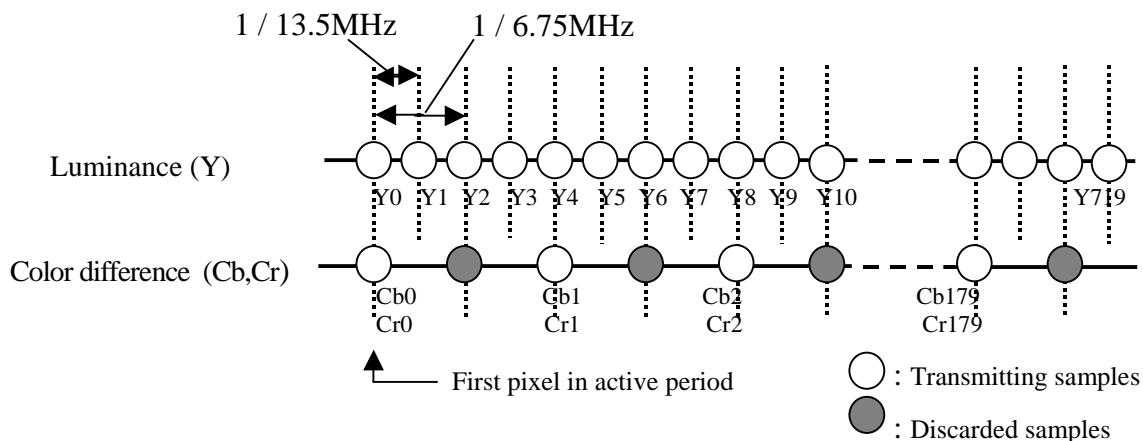 1 / 13.5MHz 1 / 6.75MHz
Luminance (Y)
Y0 Y1 Y2 Y3 Y4 Y5 Y6 Y7 Y8 Y9 Y10 Y719
Color difference (Cb,Cr)
Cb0 Cb1 Cb2 Cb179
Cr0 Cr1 Cr2 Cr179
First pixel in active period
: Transmitting samples
: Discarded samples